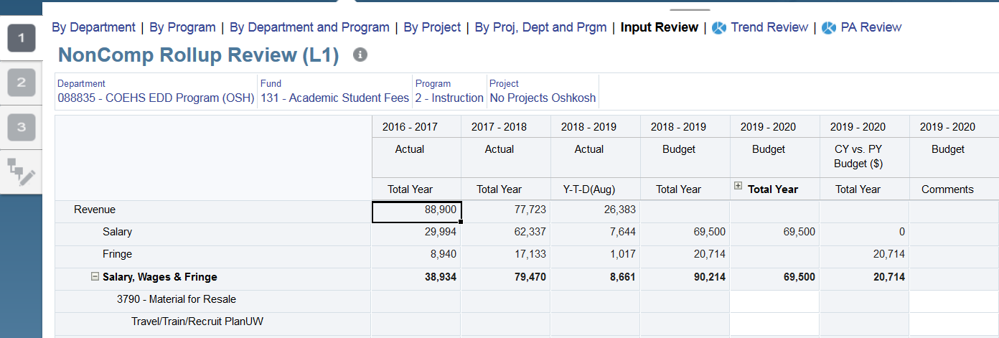 1
2
3
By Department | By Program | By Department and Program | By Project | By Proj, Dept and Prgm | Input Review | Trend Review | PA Review
NonComp Rollup Review (L1) i
Department Fund Program Project
088835 - COEHS EDD Program (OSH) 131 - Academic Student Fees 2 - Instruction No Projects Oshkosh
2016 - 2017 2017 - 2018 2018 - 2019 2018 - 2019 2019 - 2020 2019 - 2020 2019 - 2020
Actual Actual Actual Budget Budget CY vs. PY Budget
Budget ($)
Total Year Total Year Y-T-D(Aug) Total Year Total Year Total Year Comments
Revenue 88,900 77,723 26,383
Salary 29,994 62,337 7,644 69,500 69,500 0
Fringe 8,940 17,133 1,017 20,714 20,714
Salary, Wages & Fringe 38,934 79,470 8,661 90,214 69,500 20,714
3790 - Material for Resale
Travel/Train/Recruit PlanUW